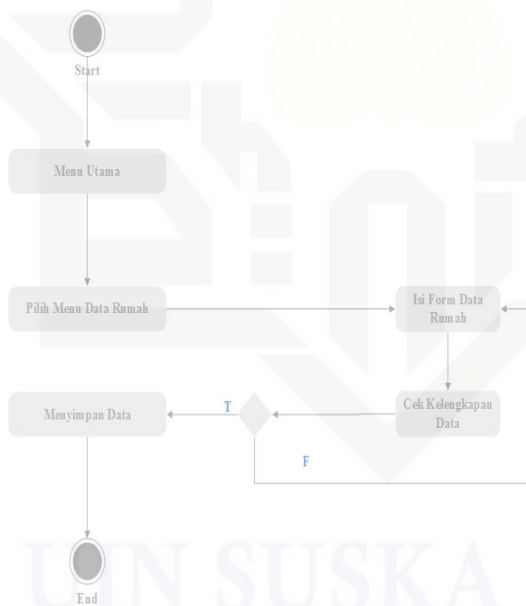 Start
Menu Utama
Pilih Menu Data Rumah
Isi Form Data
Rumah
Cek Kelengkapan
Data
T
Menyimpan Data
F
End
UIN SUSKA